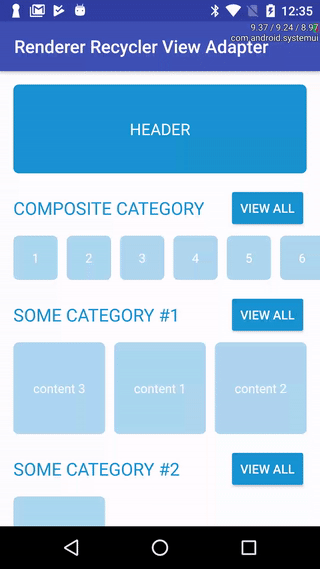 12:35
9.37 / 9.24 / 8.97
com.android.systemui
Renderer Recycler View Adapter
HEADER
COMPOSITE CATEGORY
VIEW ALL
1 2 3 4 5 6
SOME CATEGORY #1
VIEW ALL
content 3 content 1 content 2
SOME CATEGORY #2
VIEW ALL